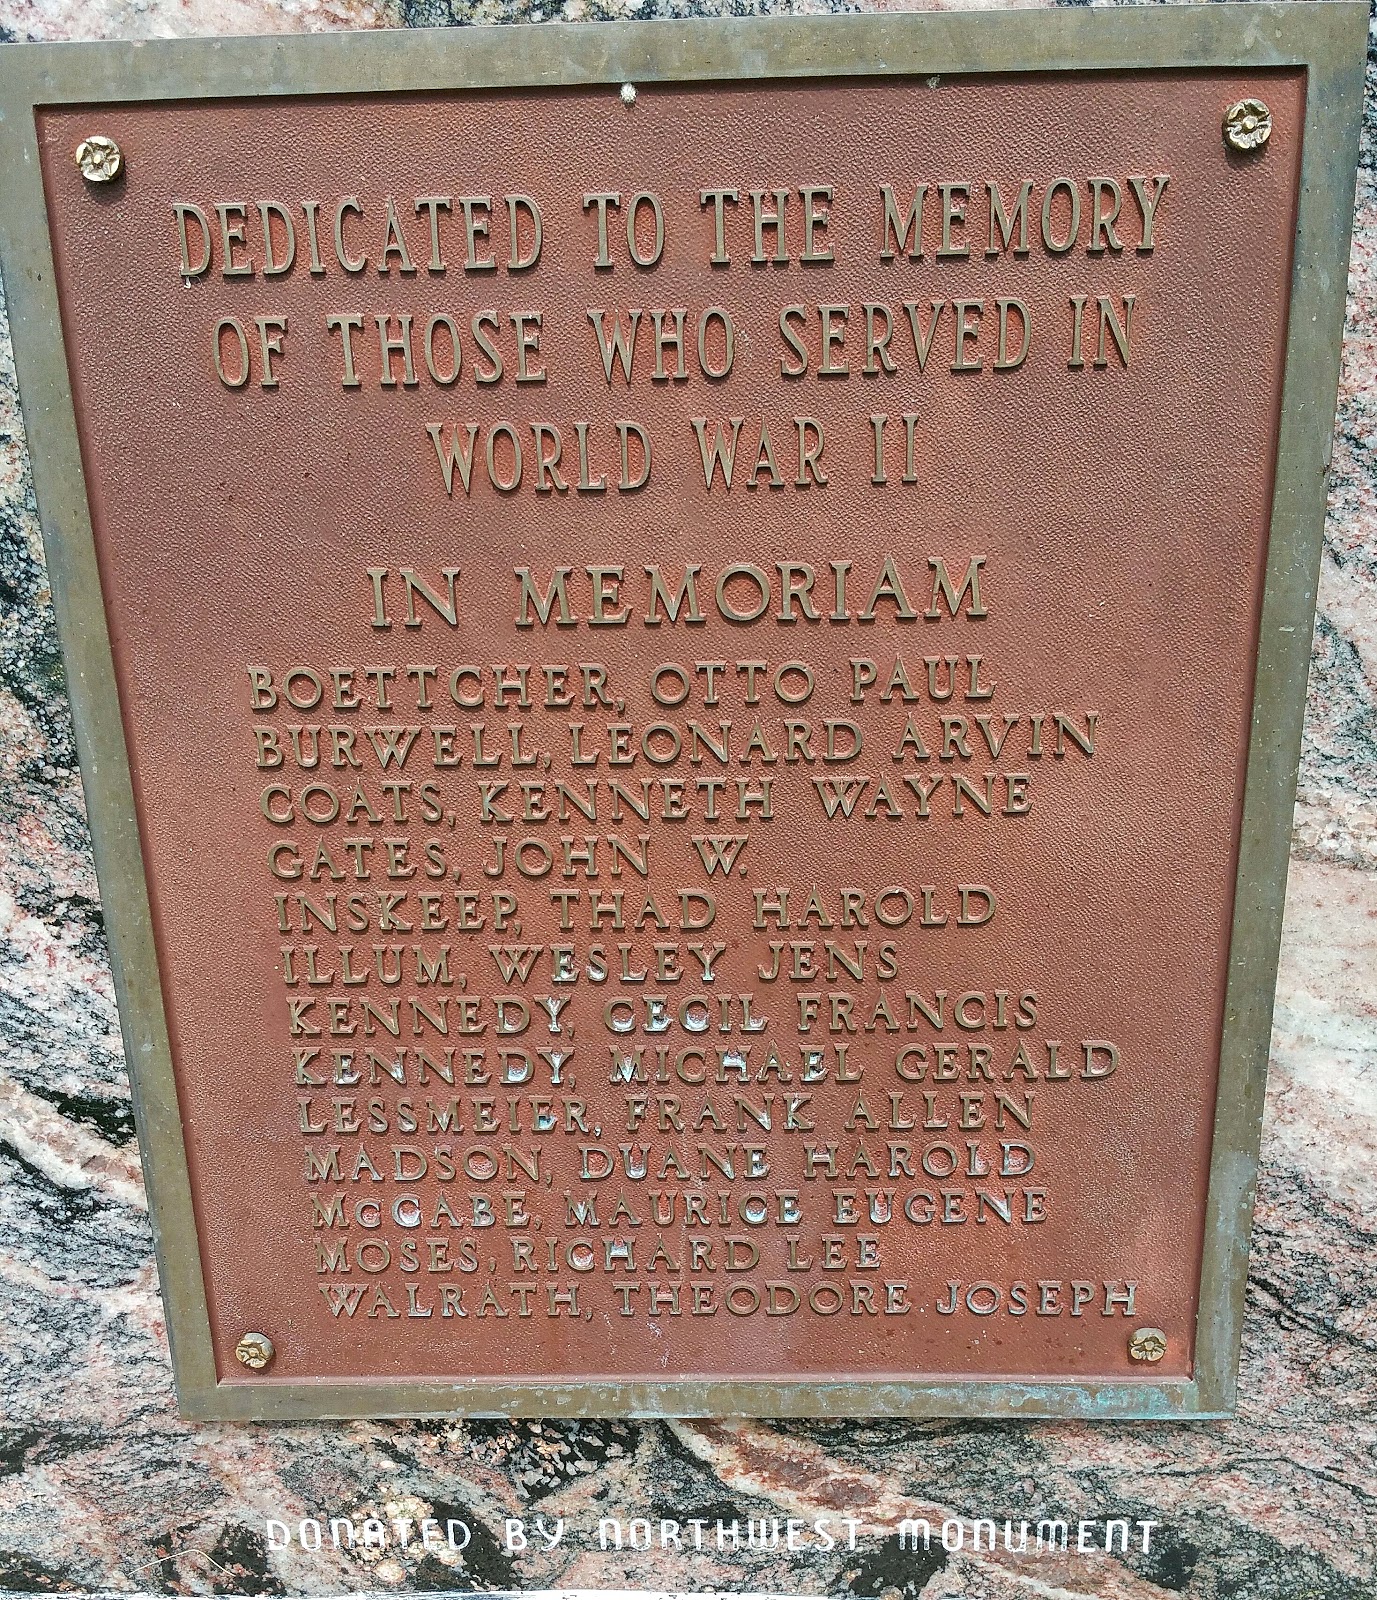 DEDICATED TO THE MEMORY
OF THOSE WHO SERVED IN
WORLD WAR II
IN MEMORIAM
BOETTCHER, OTTO PAUL
BURWELL, LEONARD ARVIN
COATS, KENNETH WAYNE
GATES, JOHN W.
INSKEEP, THAD HAROLD
ILLUM, WESLEY JENS
KENNEDY, CECIL FRANCIS
KENNEDY, MICHAEL GERALD
LESSMEIER, FRANK ALLEN
MADSON, DUANE HAROLD
McCABE, MAURICE EUGENE
MOSES, RICHARD LEE
WALRATH, THEODORE JOSEPH
DONATED BY NORTHWEST MONUMENT